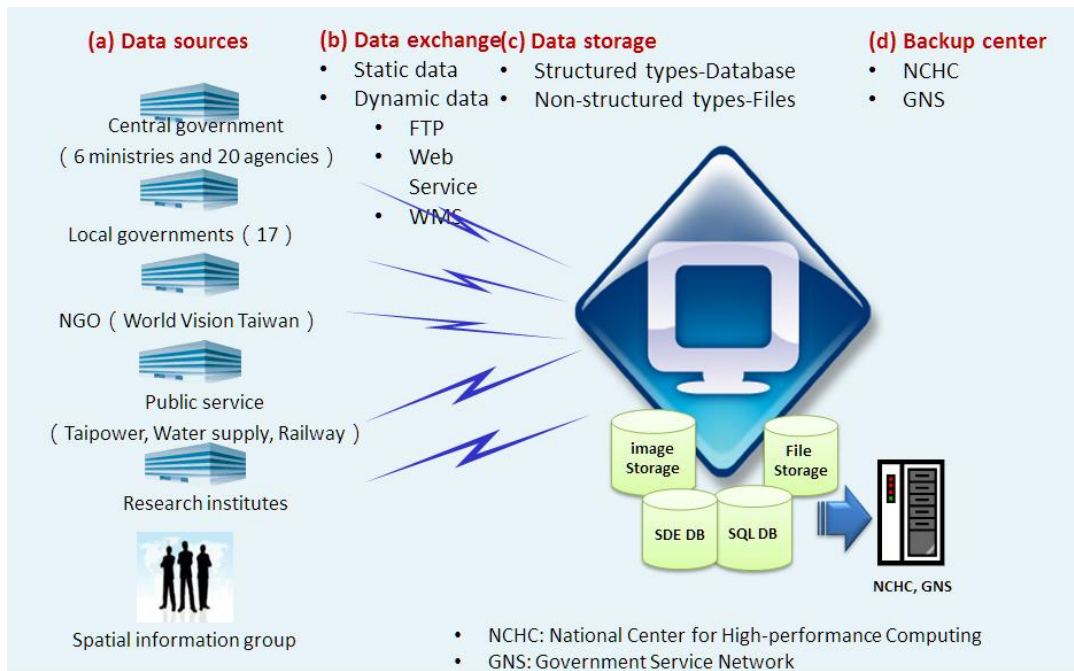 (a) Data sources
Central government
( 6 ministries and 20 agencies )
Local governments ( 17 )
NGO ( World Vision Taiwan )
Public service
( Taipower, Water supply, Railway )
Research institutes
Spatial information group
(b) Data exchange
• Static data
• Dynamic data
• FTP
• Web
Service
• WMS
(c) Data storage
• Structured types-Database
• Non-structured types-Files
image
Storage
File
Storage
SDE DB
SQL DB
(d) Backup center
• NCHC
• GNS
NCHC, GNS
• NCHC: National Center for High-performance Computing
• GNS: Government Service Network